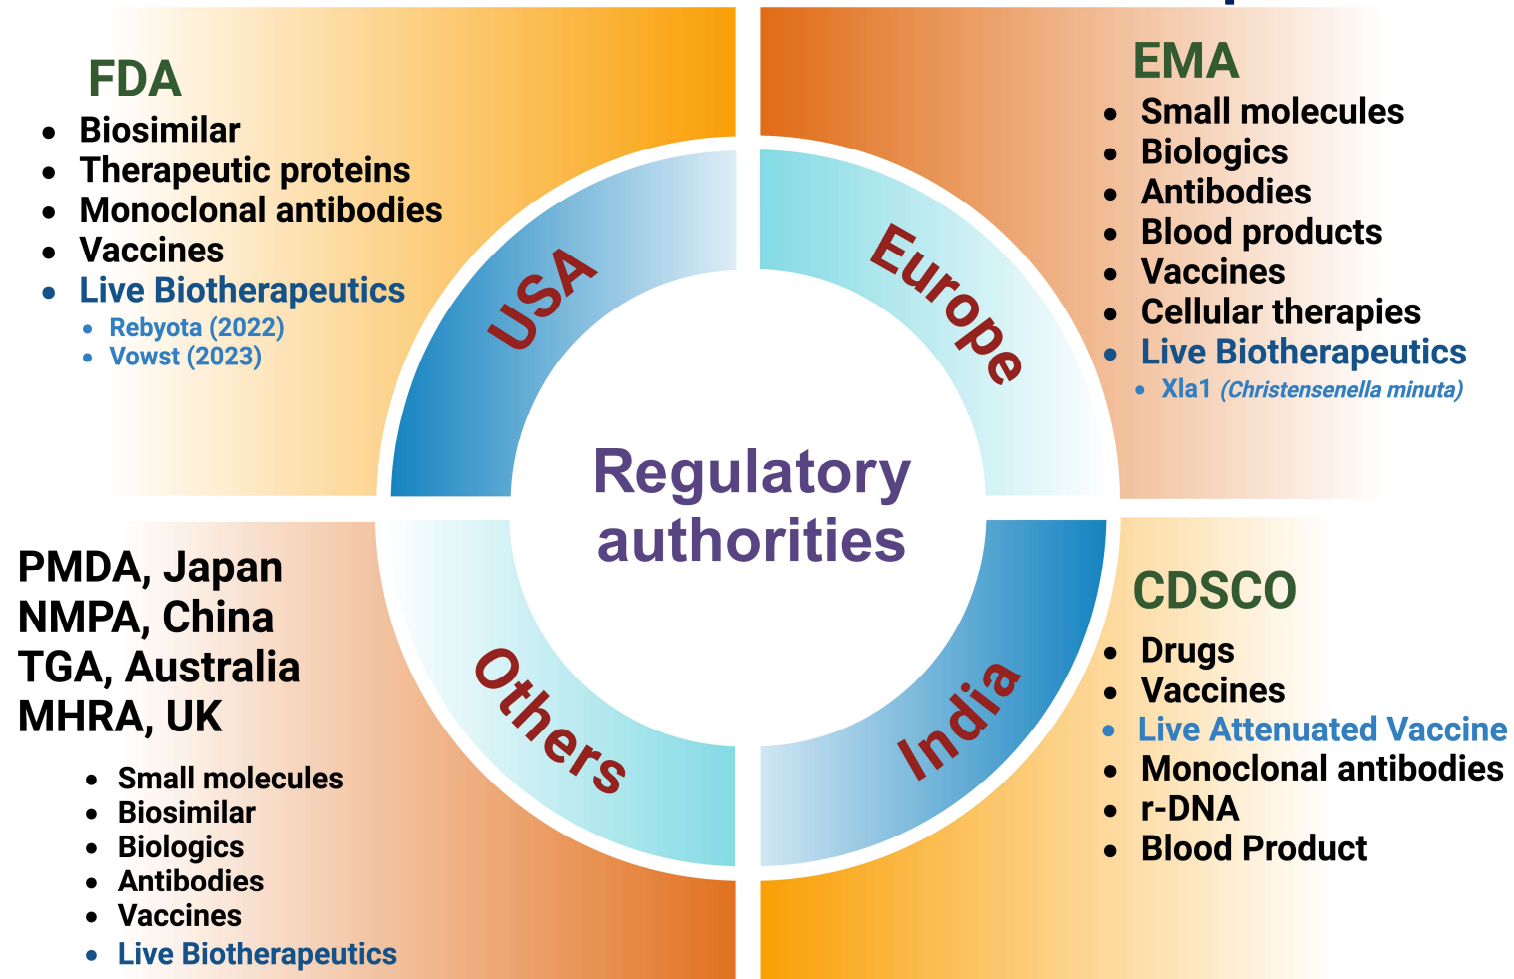 FDA
• Biosimilar
• Therapeutic proteins
• Monoclonal antibodies
• Vaccines
• Live Biotherapeutics
• Rebyota (2022)
• Vowst (2023)
USA
EMA
• Small molecules
• Biologics
• Antibodies
• Blood products
• Vaccines
• Cellular therapies
• Live Biotherapeutics
• Xla1 (Christensenella minuta)
Europe
Regulatory
authorities
PMDA, Japan
NMPA, China
TGA, Australia
MHRA, UK
• Small molecules
• Biosimilar
• Biologics
• Antibodies
• Vaccines
• Live Biotherapeutics
Others
CDSCO
• Drugs
• Vaccines
• Live Attenuated Vaccine
• Monoclonal antibodies
• r-DNA
• Blood Product
India